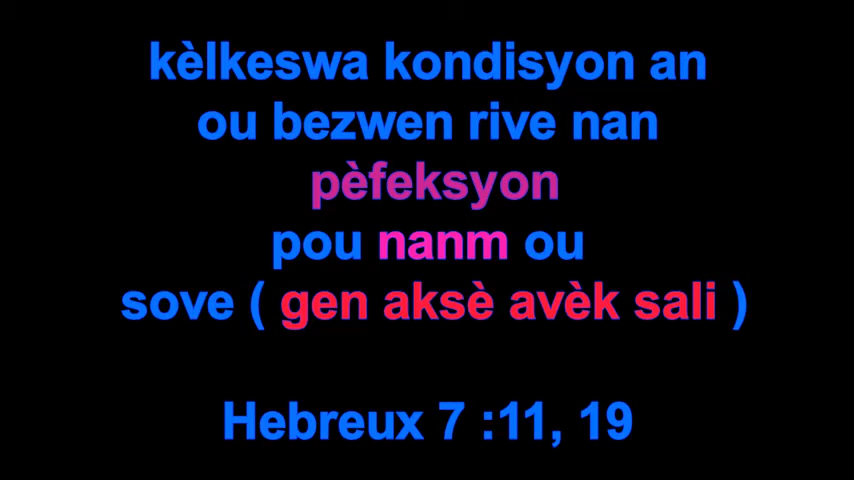 kèlkeswa kondisyon an
ou bezwen rive nan
pèfeksyon
pou nanm ou
sove ( gen aksè avèk sali )
Hebreux 7 :11, 19